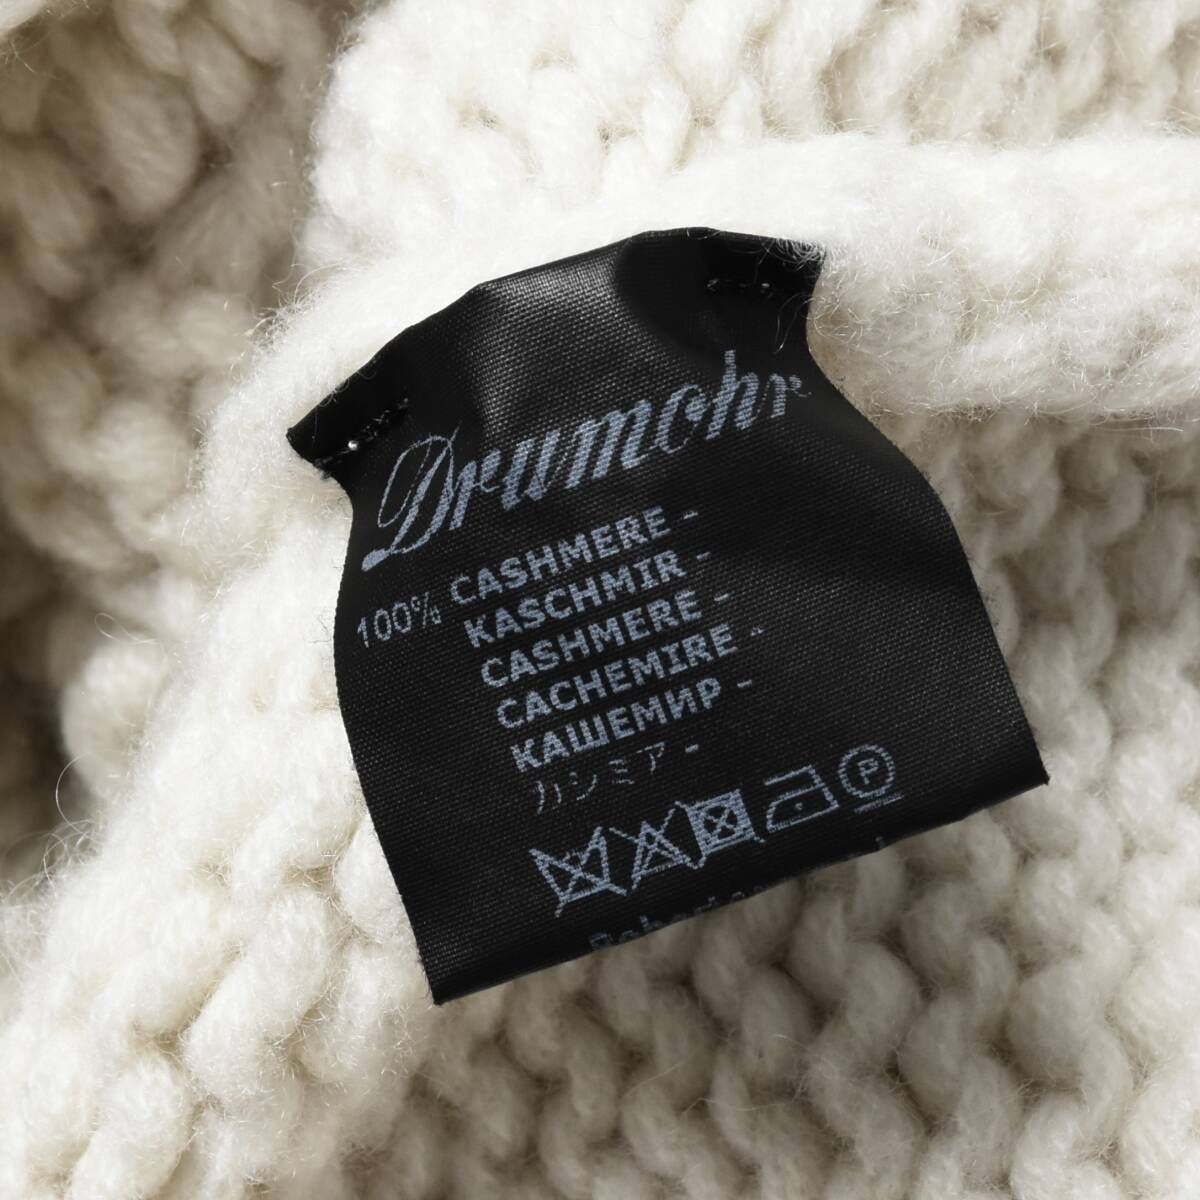 Drumohr
100% CASHMERE -
KASCHMIR -
CASHMERE -
CACHEMIRE -
КАШЕМИР -
カシミア -
P